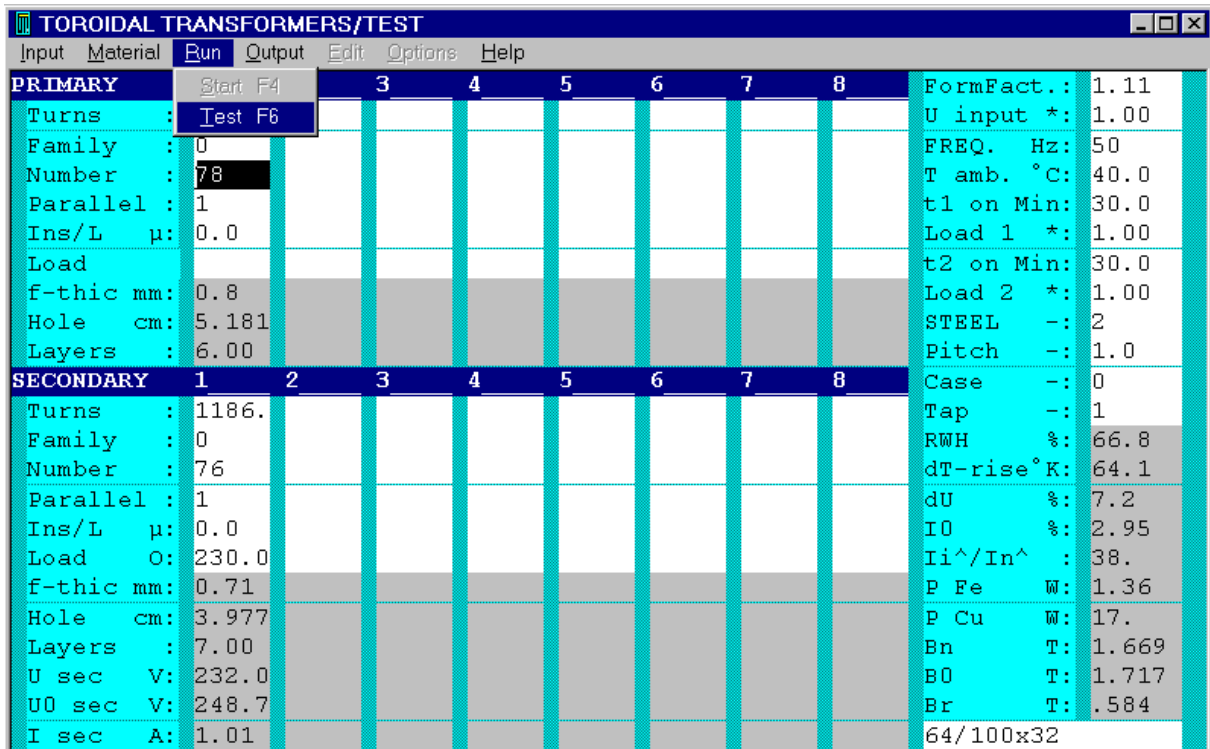 TOROIDAL TRANSFORMERS/TEST
Input Material Run Output Edit Options Help
Start F4
Test F6
PRIMARY 3 4 5 6 7 8
Turns :
Family : 0
Number : 78
Parallel : 1
Ins/L µ: 0.0
Load
f-thic mm: 0.8
Hole cm: 5.181
Layers : 6.00
SECONDARY 1 2 3 4 5 6 7 8
Turns : 1186.
Family : 0
Number : 76
Parallel : 1
Ins/L µ: 0.0
Load O: 230.0
f-thic mm: 0.71
Hole cm: 3.977
Layers : 7.00
U sec V: 232.0
U0 sec V: 248.7
I sec A: 1.01
FormFact.: 1.11
U input *: 1.00
FREQ. Hz: 50
T amb. °C: 40.0
t1 on Min: 30.0
Load 1 *: 1.00
t2 on Min: 30.0
Load 2 *: 1.00
STEEL -: 2
Pitch -: 1.0
Case -: 0
Tap -: 1
RWH %: 66.8
dT-rise°K: 64.1
dU %: 7.2
I0 %: 2.95
Ii^/In^ : 38.
P Fe W: 1.36
P Cu W: 17.
Bn T: 1.669
B0 T: 1.717
Br T: .584
64/100x32